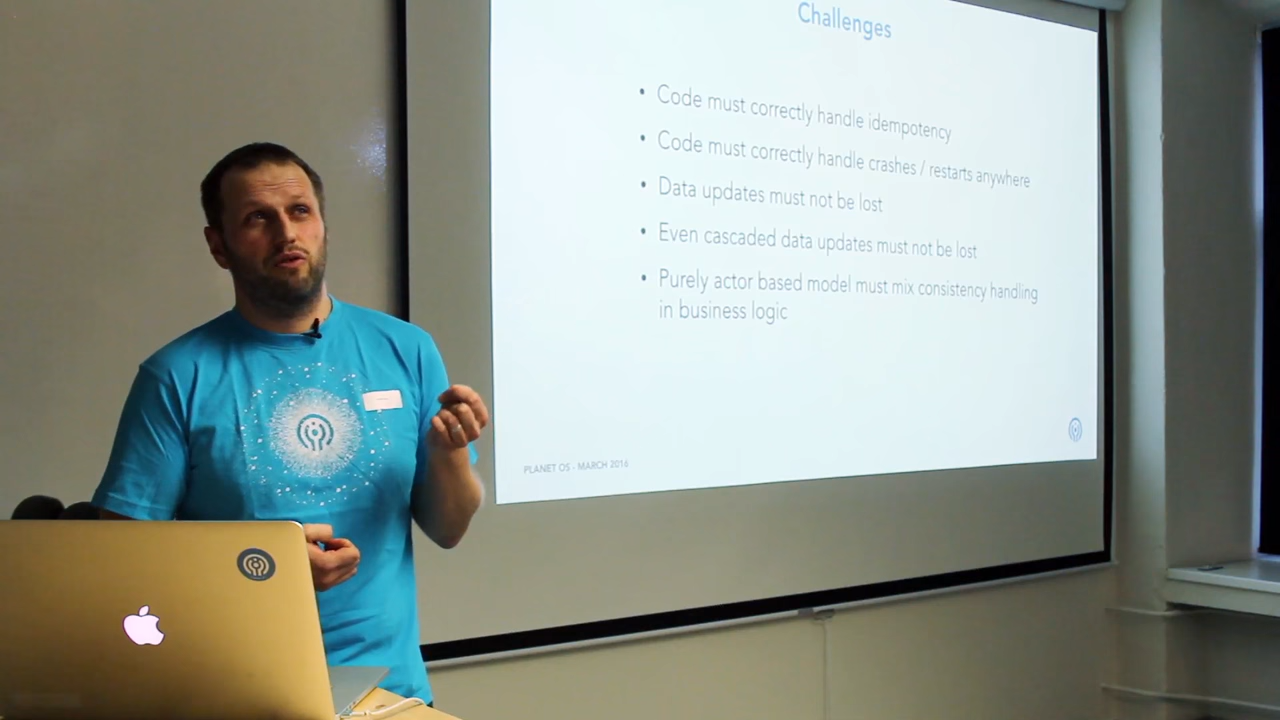 Challenges
• Code must correctly handle idempotency
• Code must correctly handle crashes / restarts anywhere
• Data updates must not be lost
• Even cascaded data updates must not be lost
• Purely actor based model must mix consistency handling
in business logic
PLANET OS - MARCH 2016